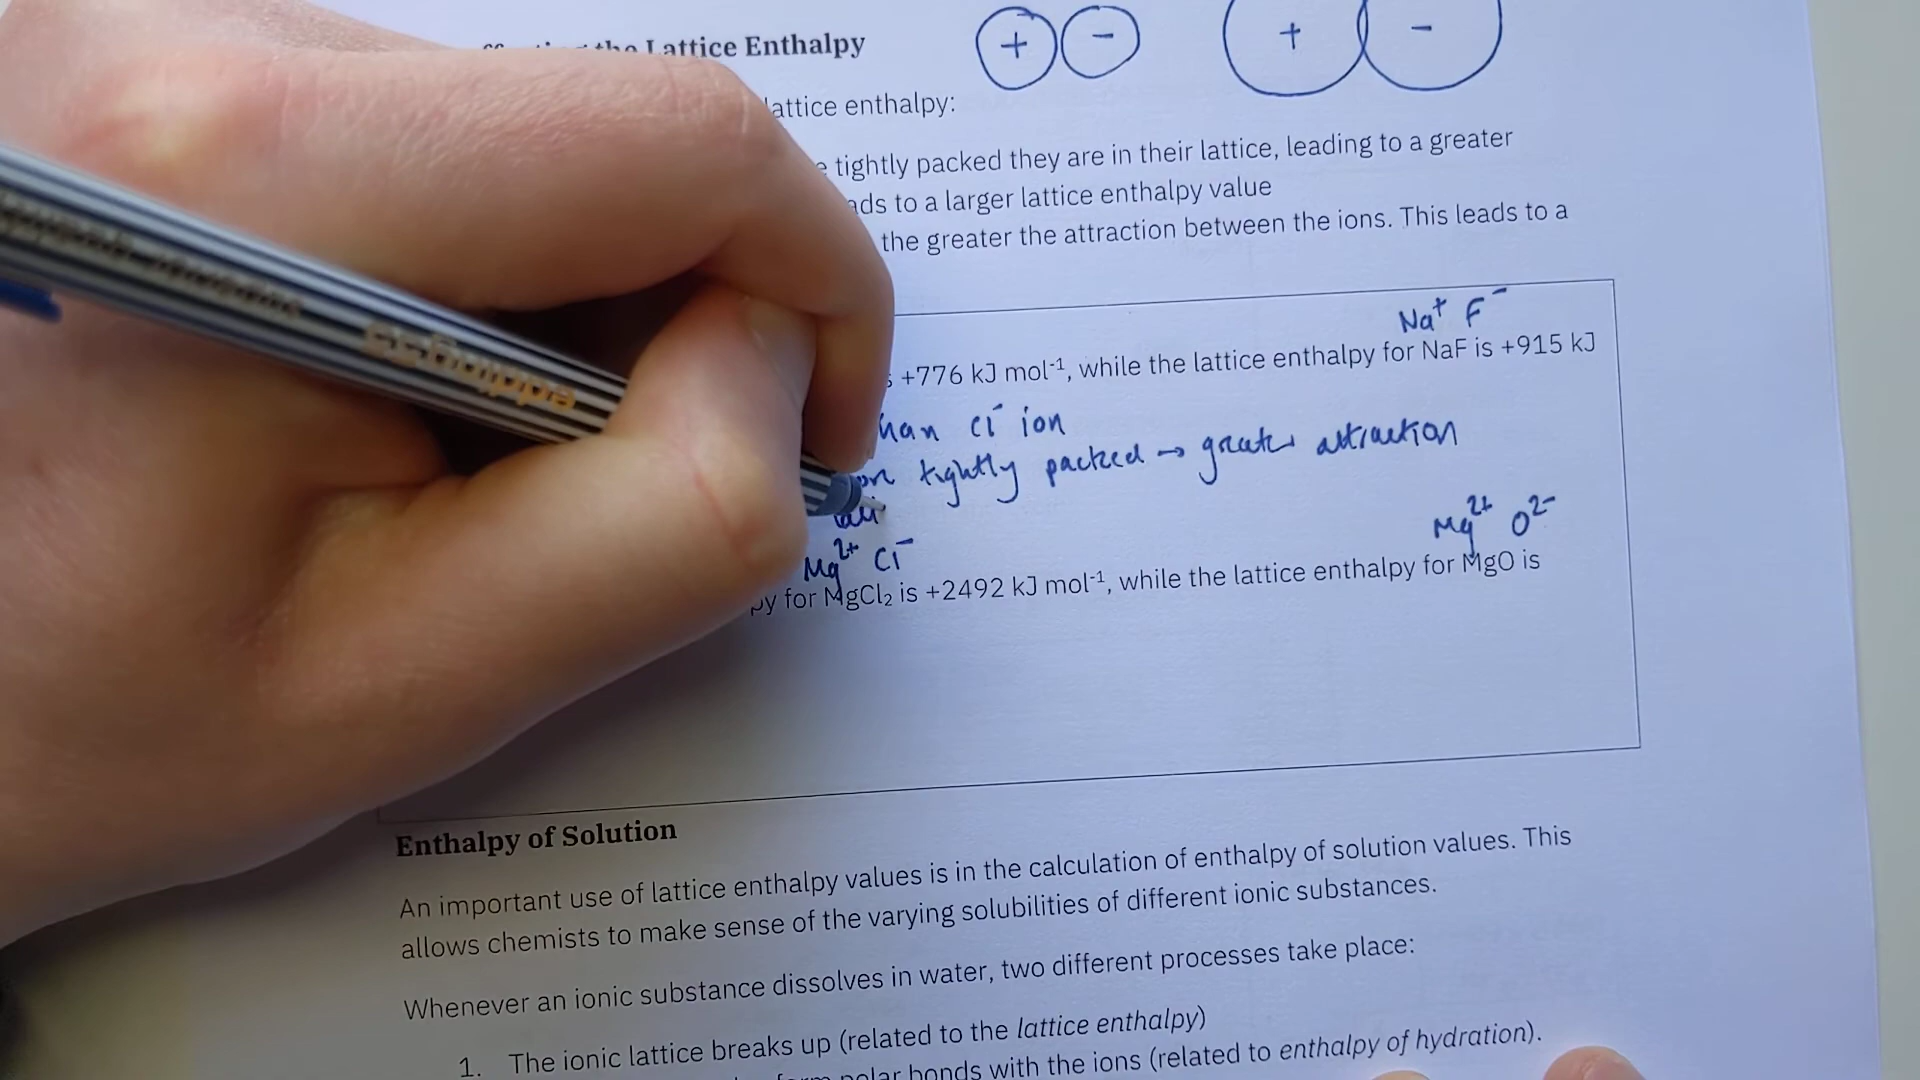 + - + -
the Lattice Enthalpy
lattice enthalpy:
tightly packed they are in their lattice, leading to a greater
to a larger lattice enthalpy value
the greater the attraction between the ions. This leads to a
Na+ F-
+776 kJ mol-1, while the lattice enthalpy for NaF is +915 kJ
Cl- ion
tightly packed → greater attraction
Mg2+ O2-
Mg2+ Cl-
for MgCl2 is +2492 kJ mol-1, while the lattice enthalpy for MgO is
Enthalpy of Solution
An important use of lattice enthalpy values is in the calculation of enthalpy of solution values. This
allows chemists to make sense of the varying solubilities of different ionic substances.
Whenever an ionic substance dissolves in water, two different processes take place:
1. The ionic lattice breaks up (related to the lattice enthalpy)
polar bonds with the ions (related to enthalpy of hydration).
eddingss